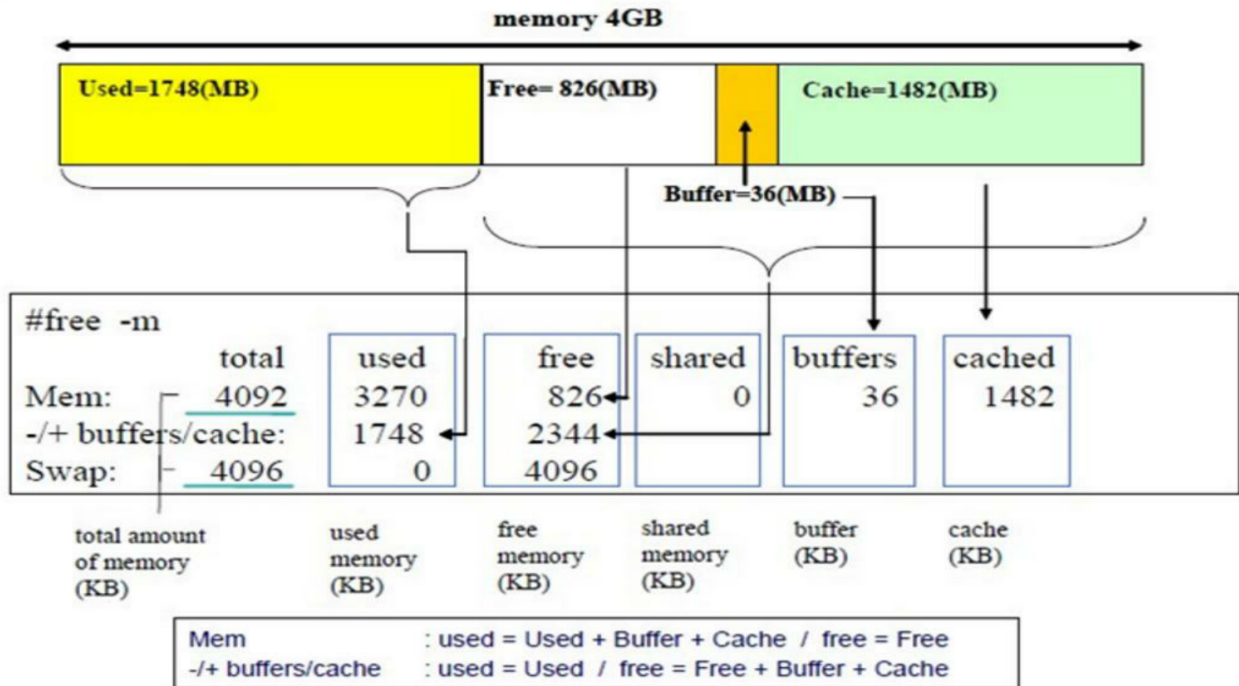 memory 4GB
Used=1748(MB) Free= 826(MB) Cache=1482(MB)
Buffer=36(MB)
#free -m
total used free shared buffers cached
Mem: 4092 3270 826 0 36 1482
-/+ buffers/cache: 1748 2344
Swap: 4096 0 4096
total amount of memory (KB)
used memory (KB)
free memory (KB)
shared memory (KB)
buffer (KB)
cache (KB)
Mem : used = Used + Buffer + Cache / free = Free
-/+ buffers/cache : used = Used / free = Free + Buffer + Cache